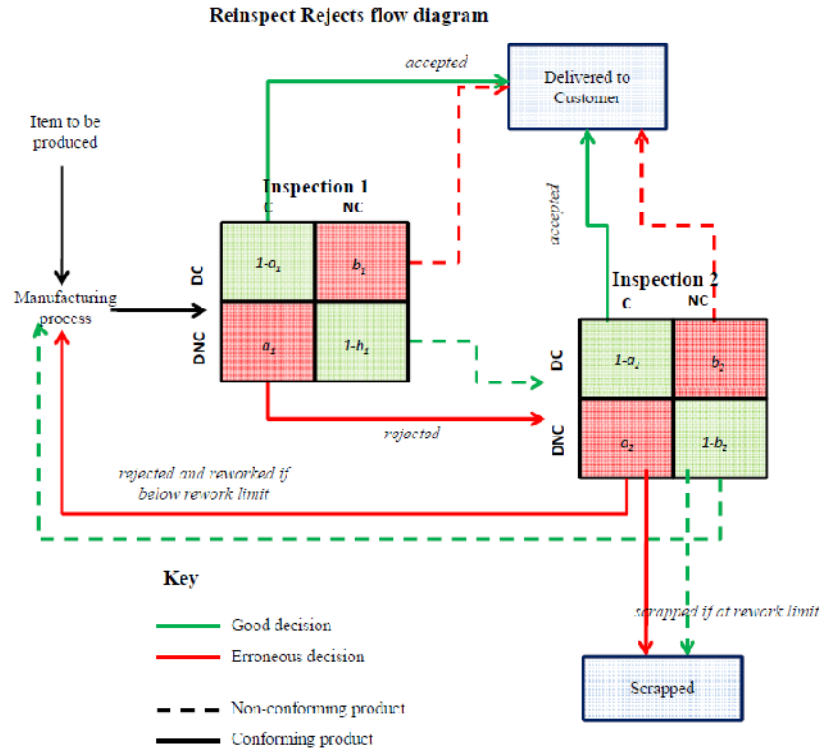 Reinspect Rejects flow diagram
accepted
Delivered to
Customer
Item to be
produced
Inspection 1
C NC
DC
1-a₁ b₁
accepted
Inspection 2
C NC
Manufacturing
process
DNC
a₁ 1-b₁
DC
1-a₂ b₂
rejected
DNC
a₂ 1-b₂
rejected and reworked if
below rework limit
Key
Good decision
scrapped if at rework limit
Erroneous decision
Scrapped
Non-conforming product
Conforming product